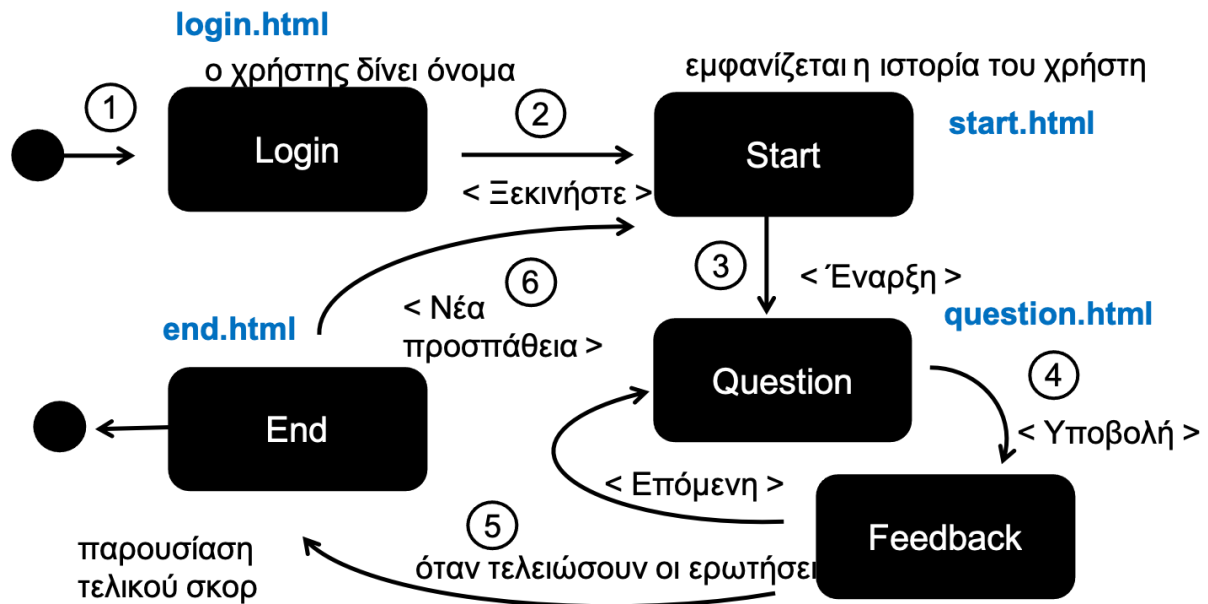 login.html
ο χρήστης δίνει όνομα
εμφανίζεται η ιστορία του χρήστη
1
Login
2
Start
start.html
< Ξεκινήστε >
3
< Έναρξη >
6
< Νέα
προσπάθεια >
end.html
question.html
Question
4
< Υποβολή >
End
< Επόμενη >
Feedback
5
όταν τελειώσουν οι ερωτήσει
παρουσίαση
τελικού σκορ